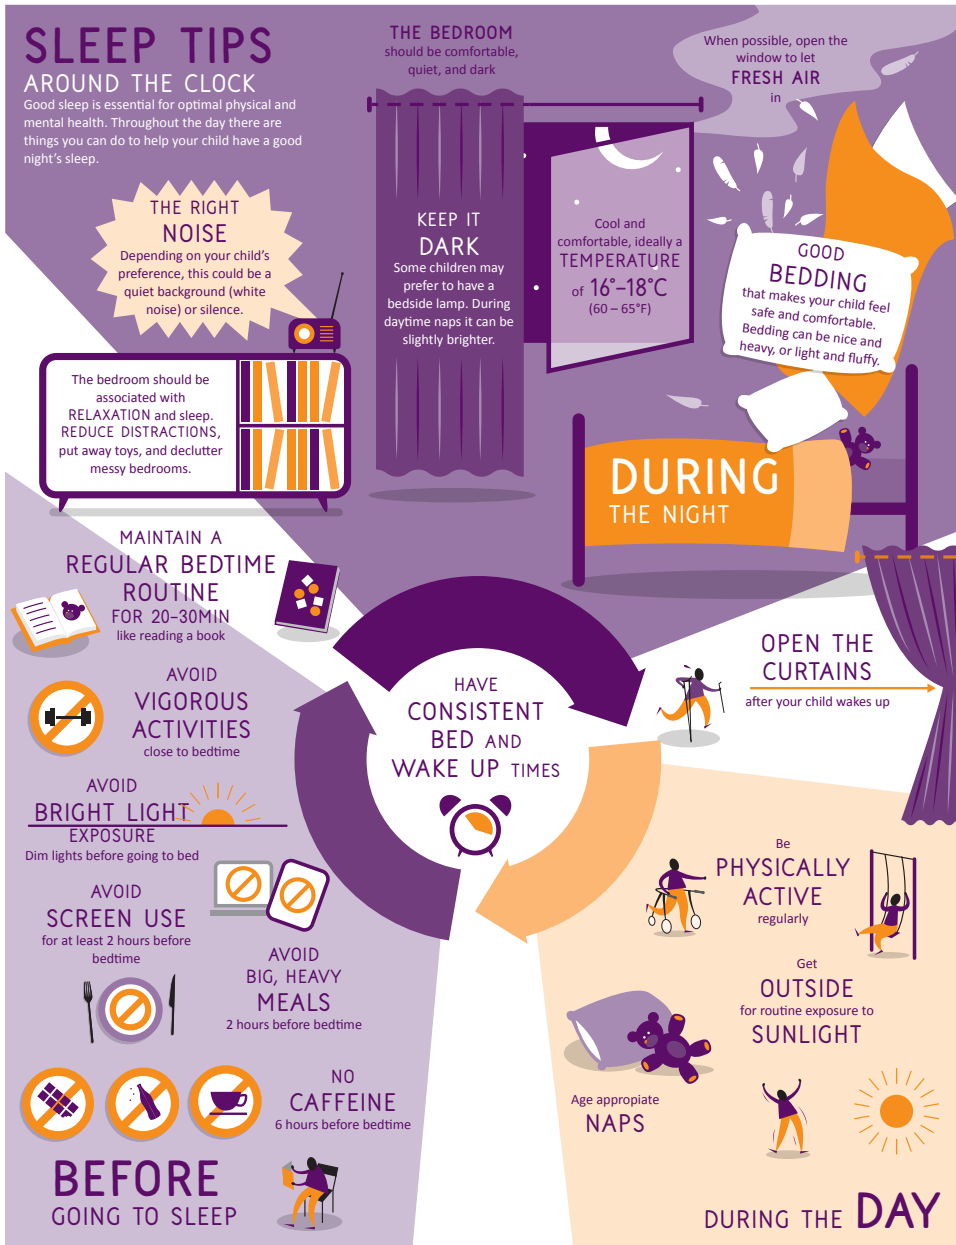 SLEEP TIPS
AROUND THE CLOCK
Good sleep is essential for optimal physical and
mental health. Throughout the day there are
things you can do to help your child have a good
night's sleep.
THE BEDROOM
should be comfortable,
quiet, and dark
When possible, open the
window to let
FRESH AIR
in
THE RIGHT
NOISE
Depending on your child's
preference, this could be a
quiet background (white
noise) or silence.
KEEP IT
DARK
Some children may
prefer to have a
bedside lamp. During
daytime naps it can be
slightly brighter.
Cool and
comfortable, ideally a
TEMPERATURE
of 16°–18°C
(60 – 65°F)
GOOD
BEDDING
that makes your child feel
safe and comfortable.
Bedding can be nice and
heavy, or light and fluffy.
The bedroom should be
associated with
RELAXATION and sleep.
REDUCE DISTRACTIONS,
put away toys, and declutter
messy bedrooms.
DURING
THE NIGHT
MAINTAIN A
REGULAR BEDTIME
ROUTINE
FOR 20–30MIN
like reading a book
AVOID
VIGOROUS
ACTIVITIES
close to bedtime
AVOID
BRIGHT LIGHT
EXPOSURE
Dim lights before going to bed
AVOID
SCREEN USE
for at least 2 hours before
bedtime
AVOID
BIG, HEAVY
MEALS
2 hours before bedtime
NO
CAFFEINE
6 hours before bedtime
BEFORE
GOING TO SLEEP
HAVE
CONSISTENT
BED AND
WAKE UP TIMES
OPEN THE
CURTAINS
after your child wakes up
Be
PHYSICALLY
ACTIVE
regularly
Get
OUTSIDE
for routine exposure to
SUNLIGHT
Age appropiate
NAPS
DURING THE DAY